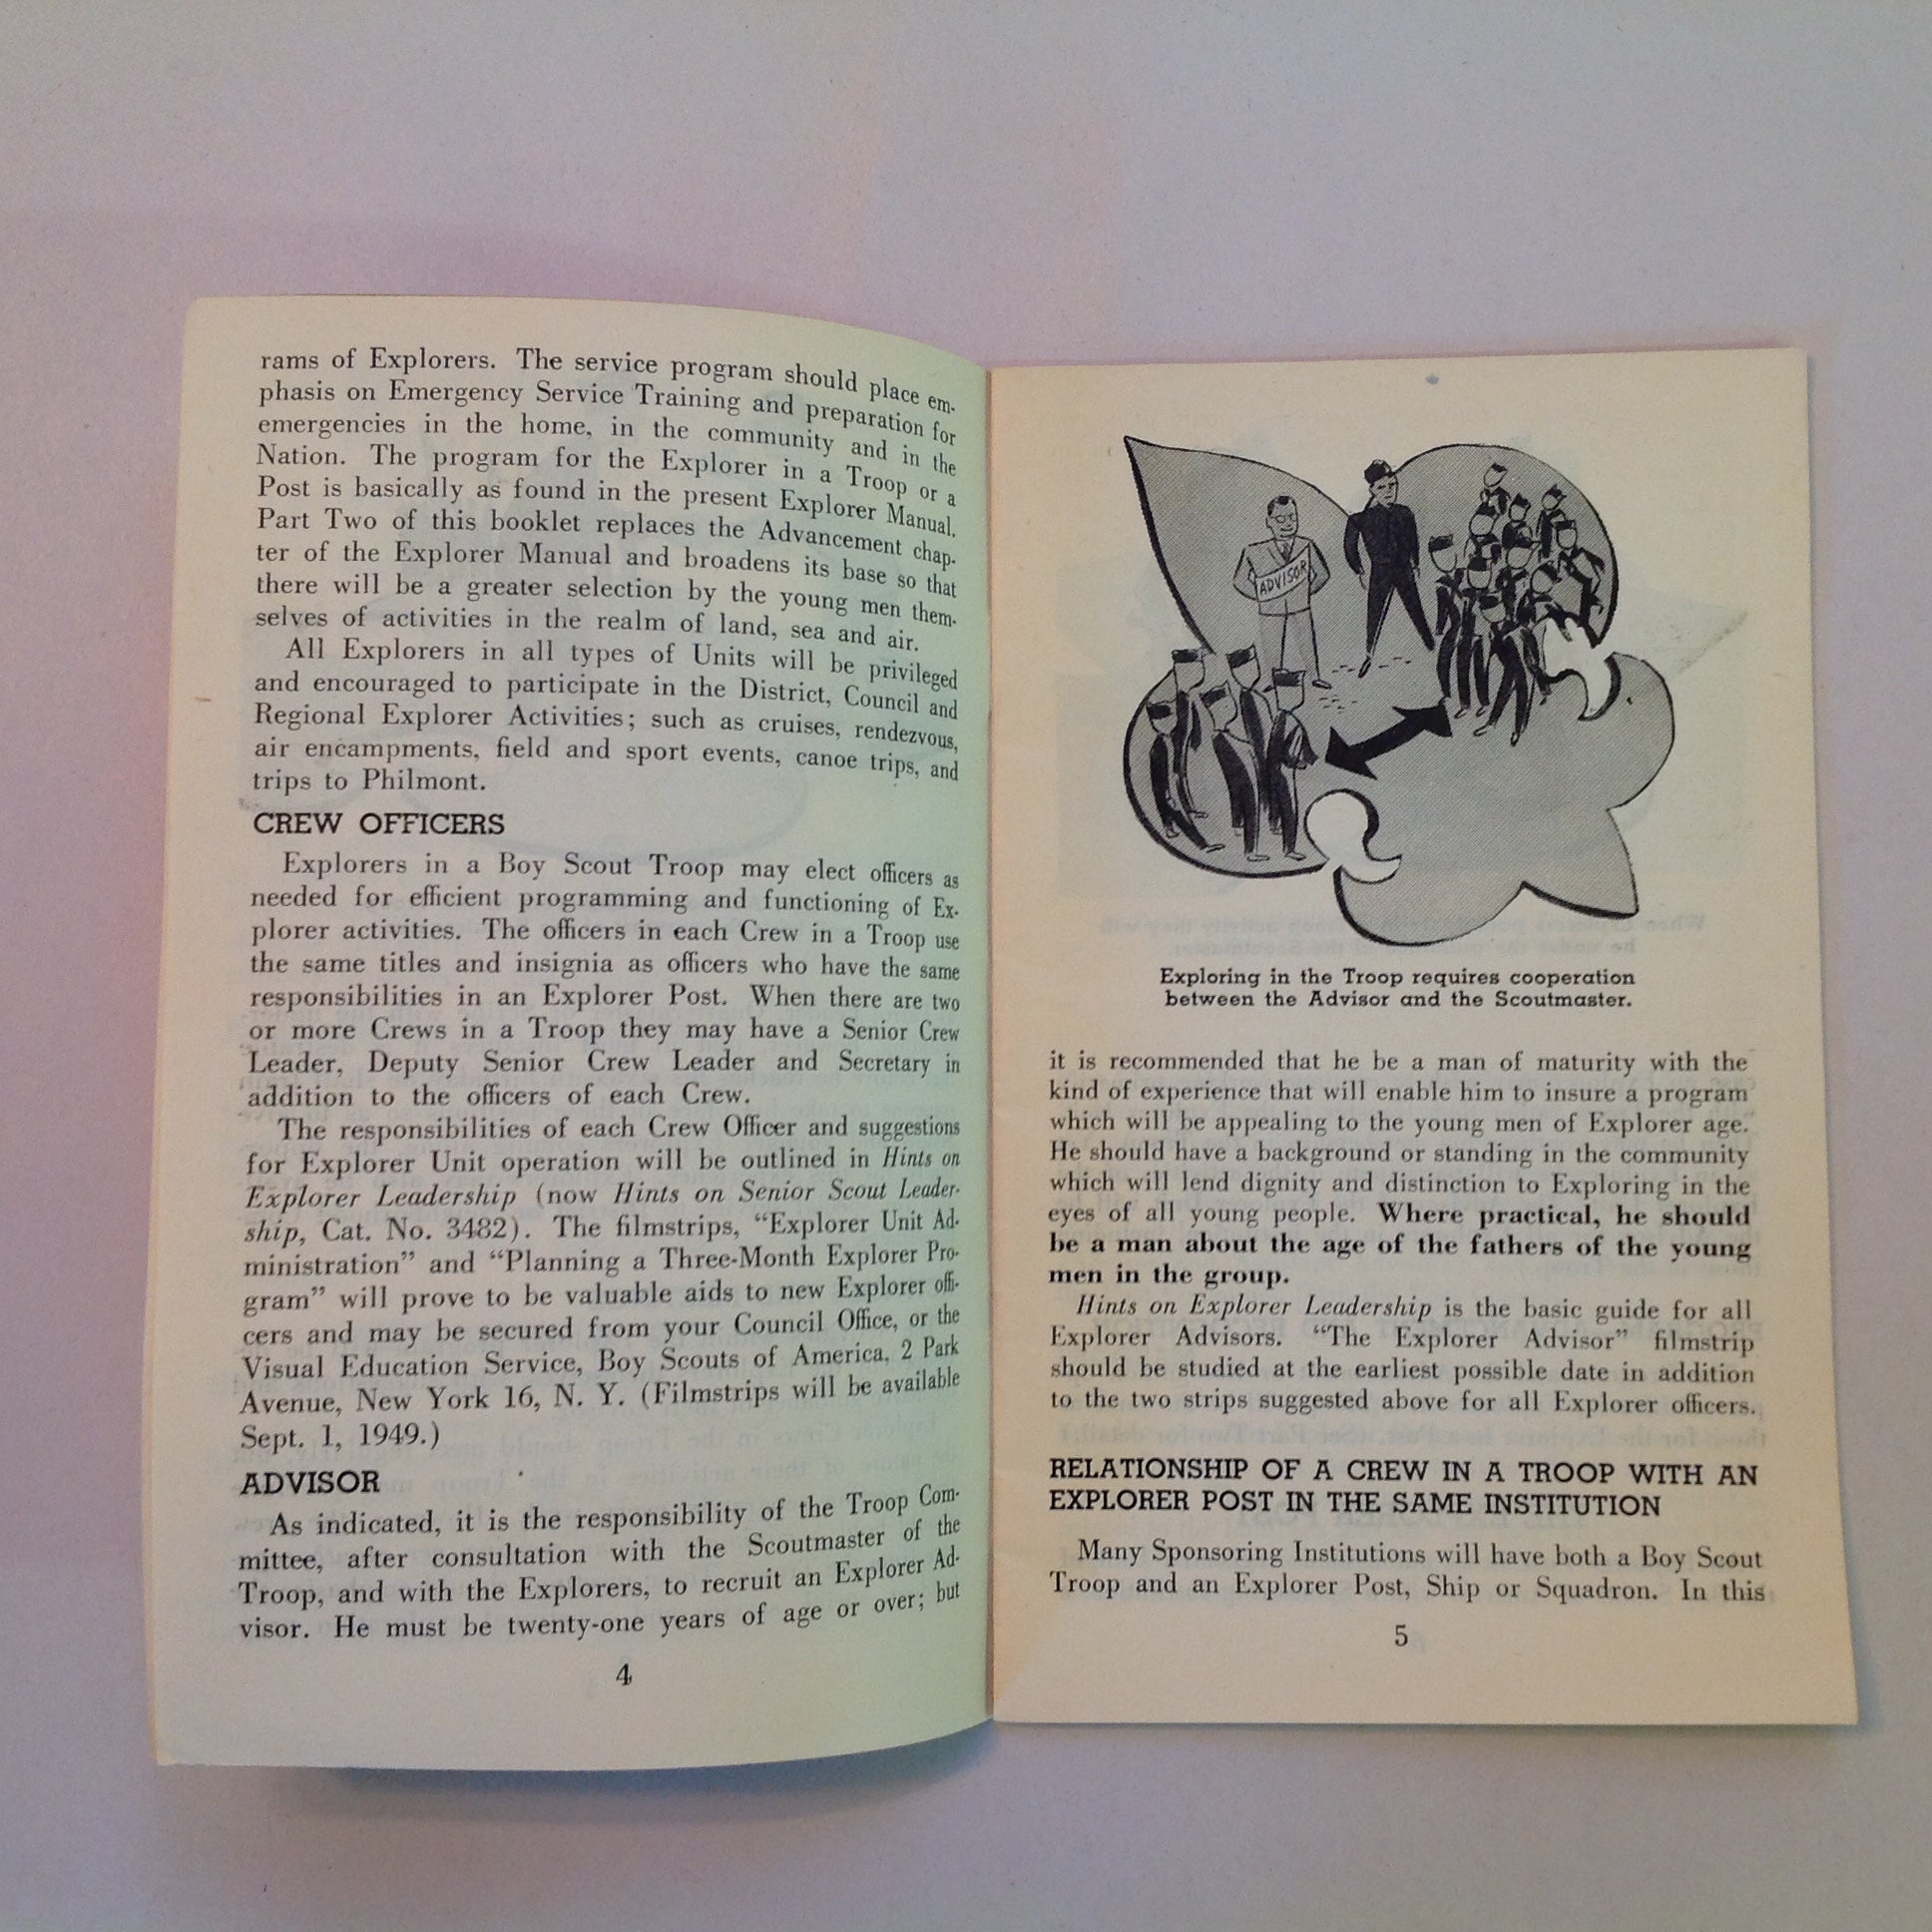 rams of Explorers. The service program should place em-
phasis on Emergency Service Training and preparation for
emergencies in the home, in the community and in the
Nation. The program for the Explorer in a Troop or a
Post is basically as found in the present Explorer Manual.
Part Two of this booklet replaces the Advancement chap-
ter of the Explorer Manual and broadens its base so that
there will be a greater selection by the young men them-
selves of activities in the realm of land, sea and air.
All Explorers in all types of Units will be privileged
and encouraged to participate in the District, Council and
Regional Explorer Activities; such as cruises, rendezvous,
air encampments, field and sport events, canoe trips, and
trips to Philmont.
CREW OFFICERS
Explorers in a Boy Scout Troop may elect officers as
needed for efficient programming and functioning of Ex-
plorer activities. The officers in each Crew in a Troop use
the same titles and insignia as officers who have the same
responsibilities in an Explorer Post. When there are two
or more Crews in a Troop they may have a Senior Crew
Leader, Deputy Senior Crew Leader and Secretary in
addition to the officers of each Crew.
The responsibilities of each Crew Officer and suggestions
for Explorer Unit operation will be outlined in Hints on
Explorer Leadership (now Hints on Senior Scout Leader-
ship, Cat. No. 3482). The filmstrips, “Explorer Unit Ad-
ministration” and “Planning a Three-Month Explorer Pro-
gram” will prove to be valuable aids to new Explorer offi-
cers and may be secured from your Council Office, or the
Visual Education Service, Boy Scouts of America, 2 Park
Avenue, New York 16, N. Y. (Filmstrips will be available
Sept. 1, 1949.)
ADVISOR
As indicated, it is the responsibility of the Troop Com-
mittee, after consultation with the Scoutmaster of the
Troop, and with the Explorers, to recruit an Explorer Ad-
visor. He must be twenty-one years of age or over; but
4
ADVISOR
Exploring in the Troop requires cooperation
between the Advisor and the Scoutmaster.
it is recommended that he be a man of maturity with the
kind of experience that will enable him to insure a program
which will be appealing to the young men of Explorer age.
He should have a background or standing in the community
which will lend dignity and distinction to Exploring in the
eyes of all young people. Where practical, he should
be a man about the age of the fathers of the young
men in the group.
Hints on Explorer Leadership is the basic guide for all
Explorer Advisors. “The Explorer Advisor” filmstrip
should be studied at the earliest possible date in addition
to the two strips suggested above for all Explorer officers.
RELATIONSHIP OF A CREW IN A TROOP WITH AN
EXPLORER POST IN THE SAME INSTITUTION
Many Sponsoring Institutions will have both a Boy Scout
Troop and an Explorer Post, Ship or Squadron. In this
5